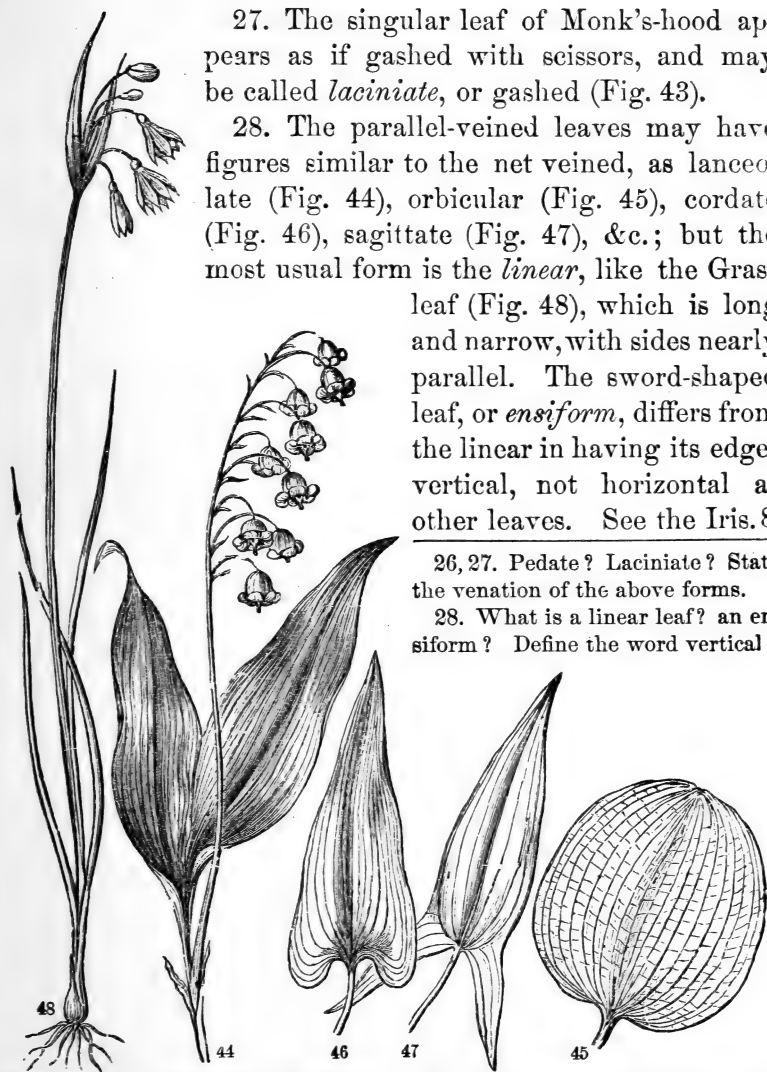 27. The singular leaf of Monk's-hood ap-
pears as if gashed with scissors, and may
be called laciniate, or gashed (Fig. 43).
28. The parallel-veined leaves may hav
figures similar to the net veined, as lanceo
late (Fig. 44), orbicular (Fig. 45), cordat
(Fig. 46), sagittate (Fig. 47), &c.; but th
most usual form is the linear, like the Gras
leaf (Fig. 48), which is long
and narrow, with sides nearly
parallel. The sword-shaped
leaf, or ensiform, differs from
the linear in having its edge
vertical, not horizontal a
other leaves. See the Iris.
26, 27. Pedate? Laciniate? Stat
the venation of the above forms.
28. What is a linear leaf? an en
siform? Define the word vertical
48
44
46
47
45